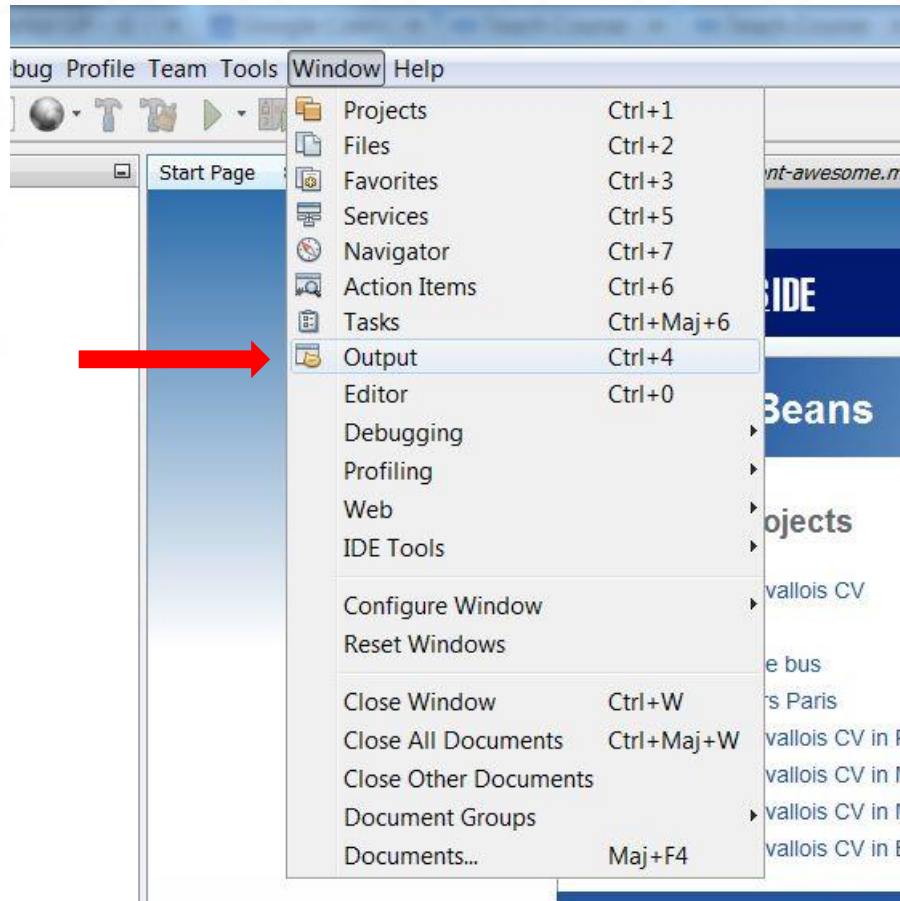 bug Profile Team Tools Window Help
Start Page
nt-awesome.m
Projects Ctrl+1
Files Ctrl+2
Favorites Ctrl+3
Services Ctrl+5
Navigator Ctrl+7
Action Items Ctrl+6
Tasks Ctrl+Maj+6
Output Ctrl+4
Editor Ctrl+0
Debugging
Profiling
Web
IDE Tools
Configure Window
Reset Windows
Close Window Ctrl+W
Close All Documents Ctrl+Maj+W
Close Other Documents
Document Groups
Documents... Maj+F4
IDE
Beans
ojects
vallois CV
e bus
rs Paris
vallois CV in
vallois CV in
vallois CV in
vallois CV in